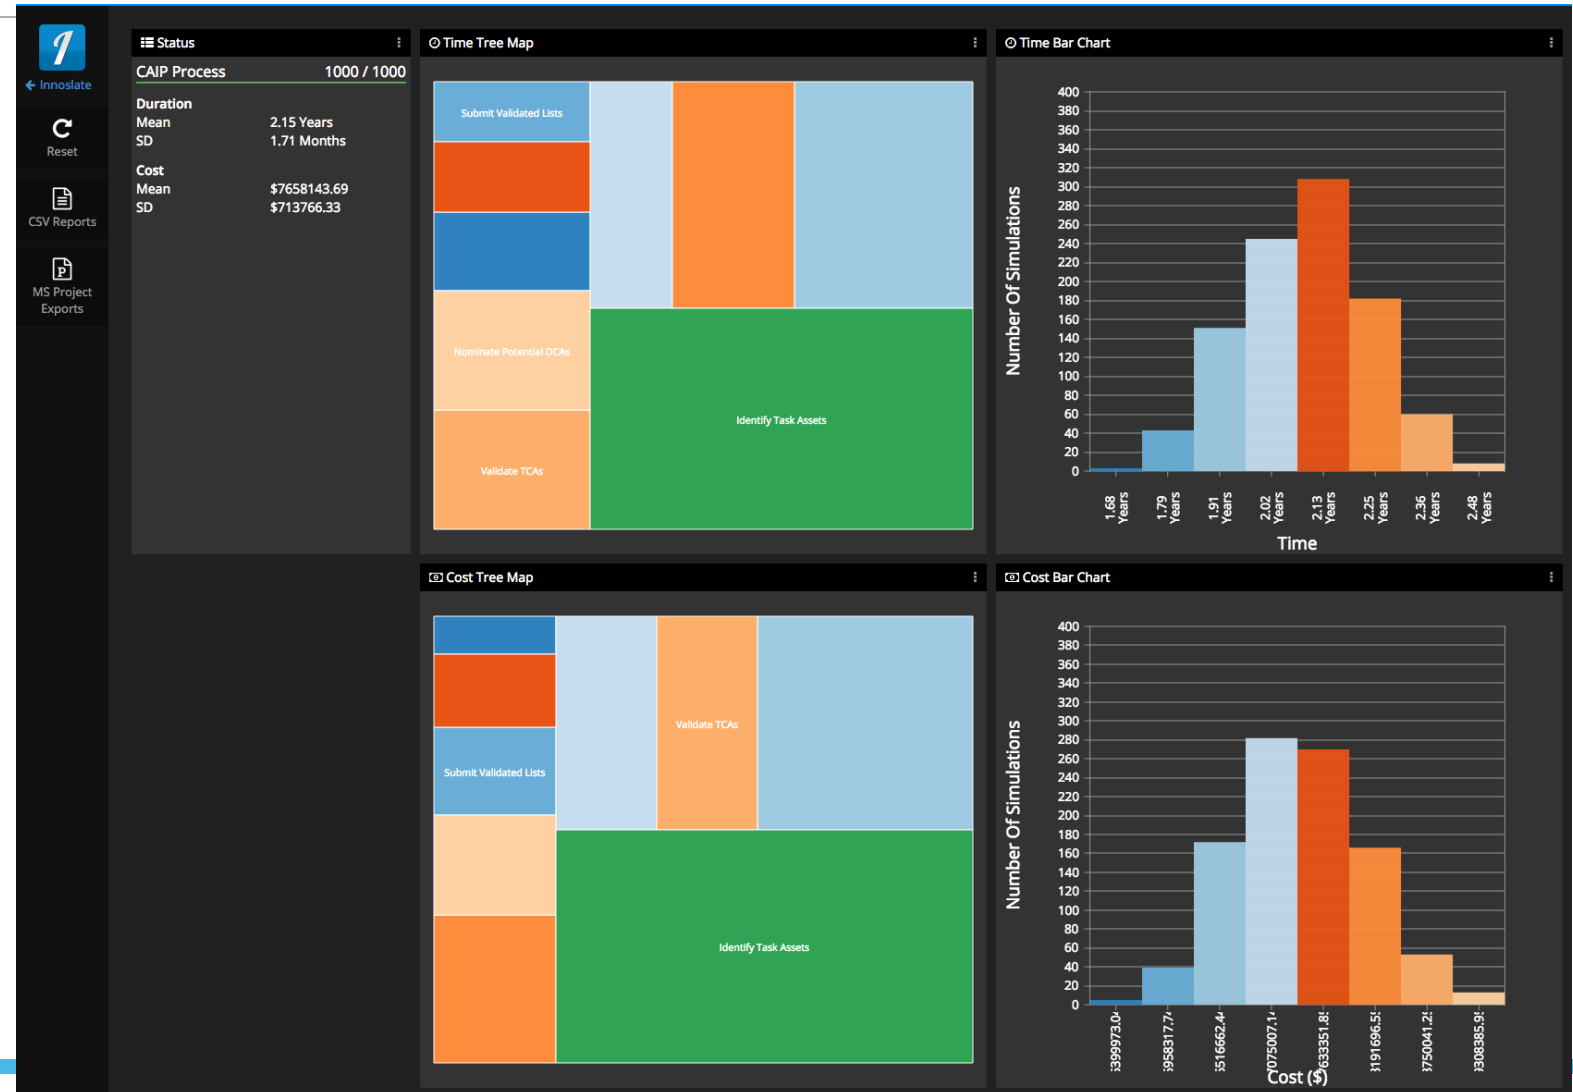 Innoslate
Reset
CSV Reports
MS Project
Exports
Status
CAIP Process 1000 / 1000
Duration
Mean 2.15 Years
SD 1.71 Months
Cost
Mean $7658143.69
SD $713766.33
Time Tree Map
Submit Validated Lists
Nominate Potential DCAs
Validate TCAs
Identify Task Assets
Time Bar Chart
Number Of Simulations
400
380
360
340
320
300
280
260
240
220
200
180
160
140
120
100
80
60
40
20
0
1.68 Years
1.79 Years
1.91 Years
2.02 Years
2.13 Years
2.25 Years
2.36 Years
2.48 Years
Time
Cost Tree Map
Validate TCAs
Submit Validated Lists
Identify Task Assets
Cost Bar Chart
Number Of Simulations
400
380
360
340
320
300
280
260
240
220
200
180
160
140
120
100
80
60
40
20
0
Cost ($)